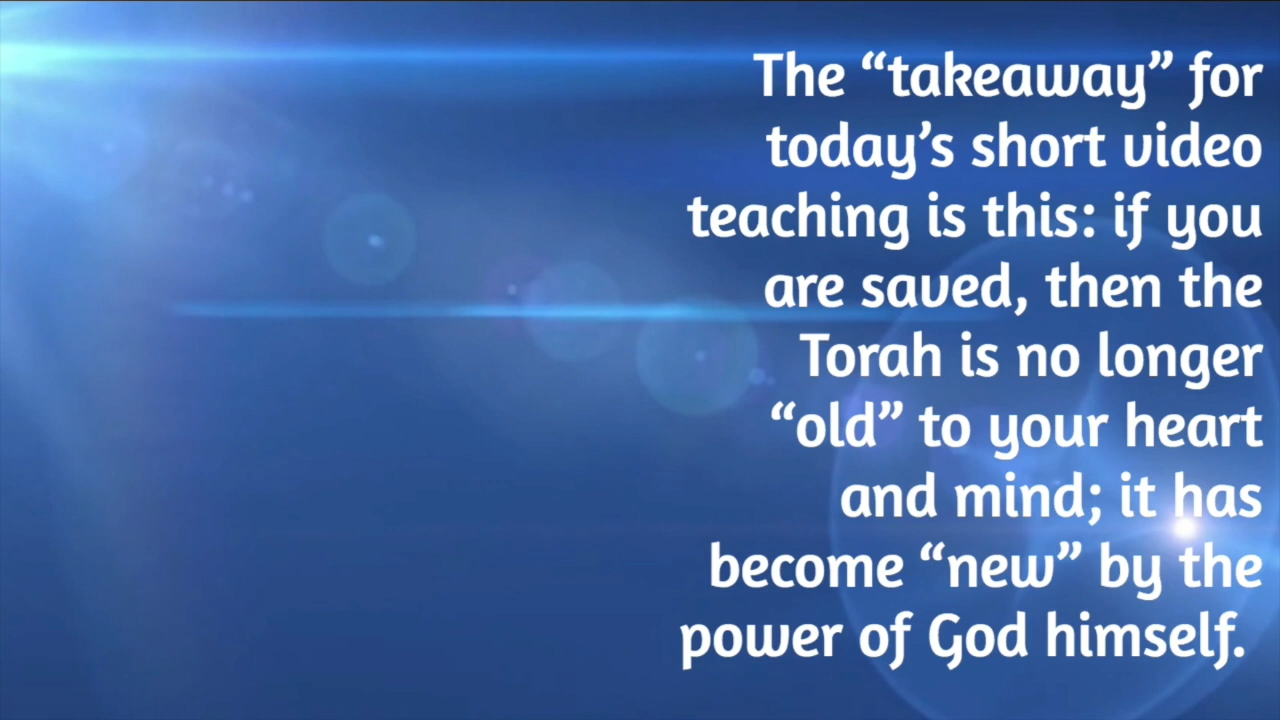 The “takeaway” for
today’s short video
teaching is this: if you
are saved, then the
Torah is no longer
“old” to your heart
and mind; it has
become “new” by the
power of God himself.